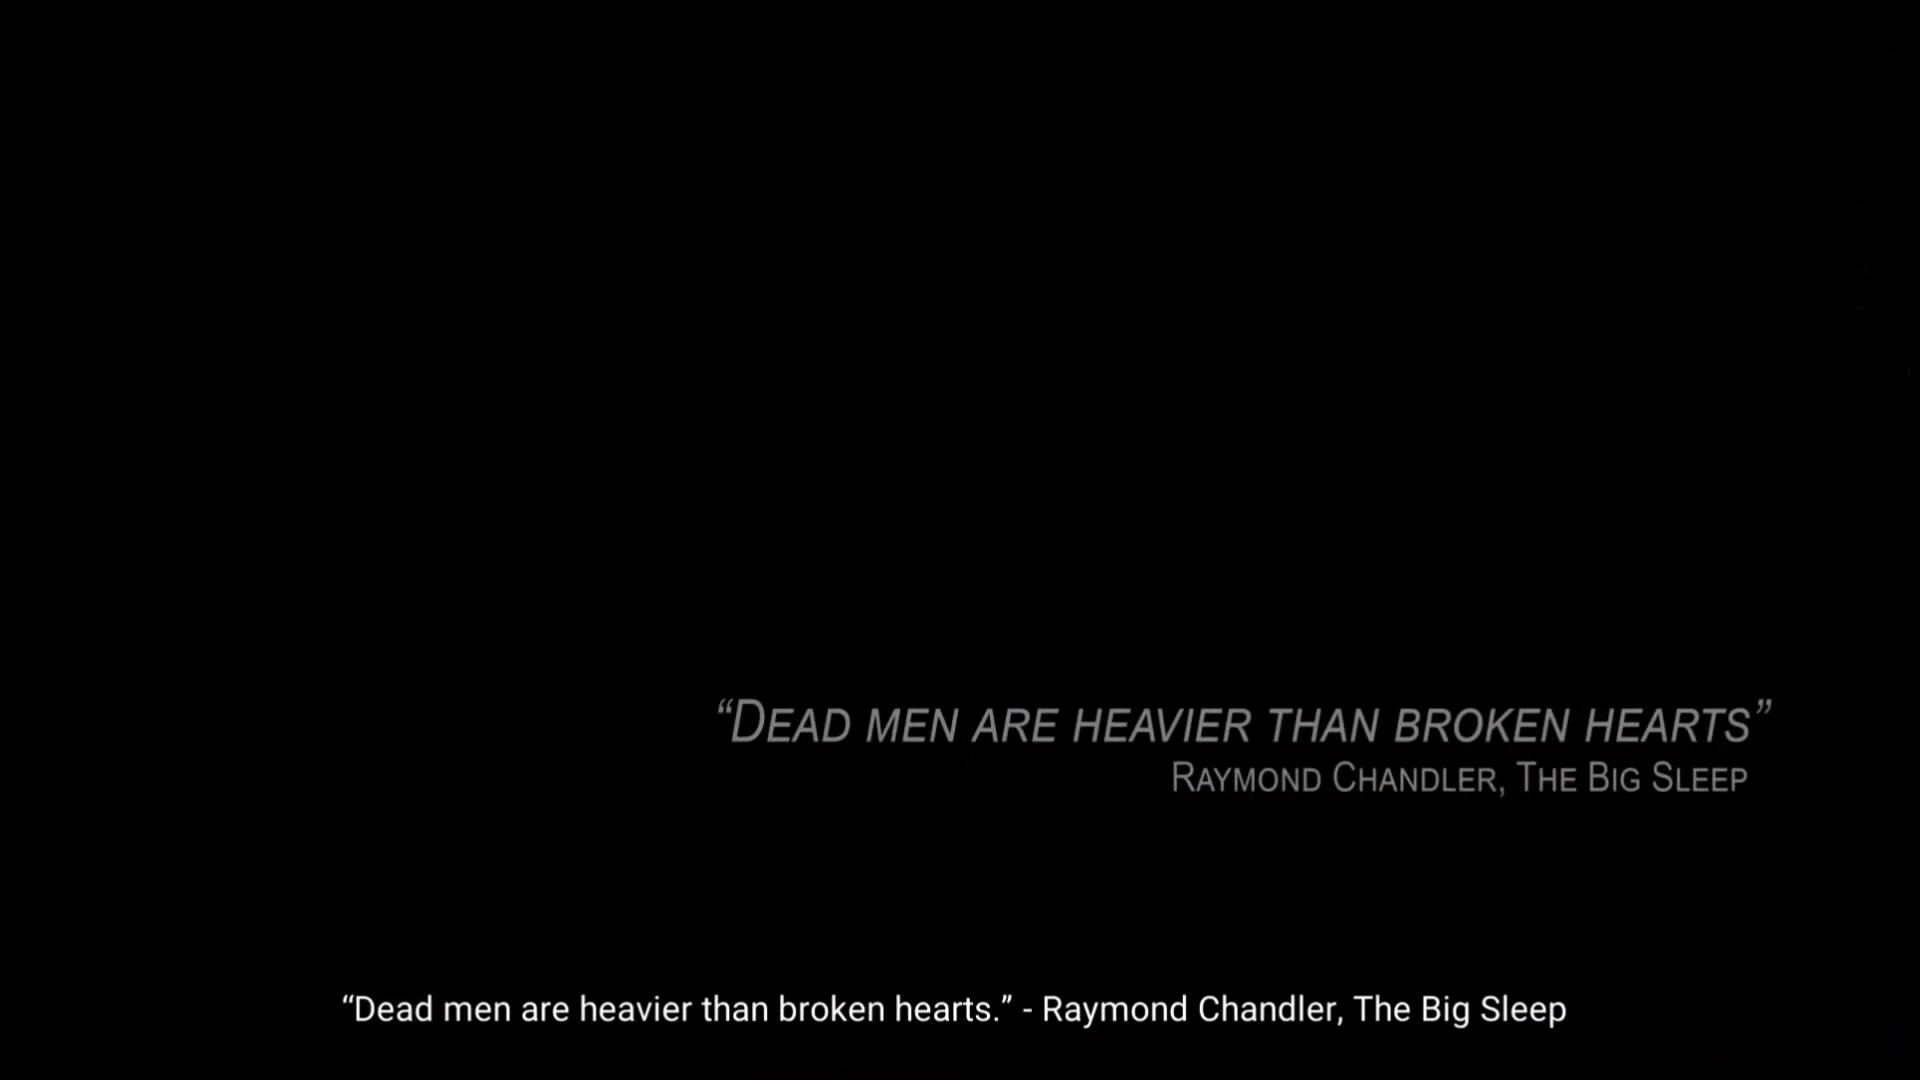 “DEAD MEN ARE HEAVIER THAN BROKEN HEARTS”
RAYMOND CHANDLER, THE BIG SLEEP
“Dead men are heavier than broken hearts.” - Raymond Chandler, The Big Sleep